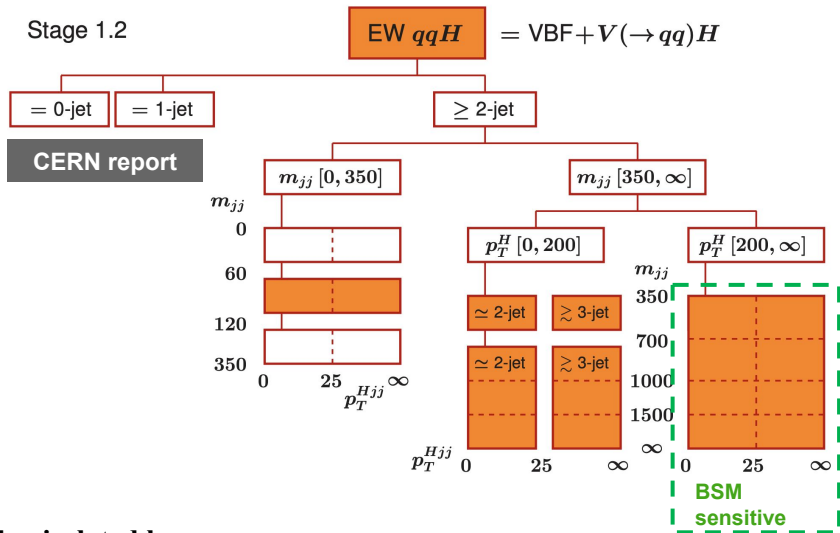 Stage 1.2
EW qqH
= VBF + V(→ qq)H
= 0-jet
= 1-jet
≥ 2-jet
CERN report
m_jj [0, 350]
m_jj [350, ∞]
m_jj
0
60
120
350
0
25
∞
p_T^Hjj
p_T^H [0, 200]
p_T^H [200, ∞]
m_jj
≃ 2-jet
≳ 3-jet
≃ 2-jet
≳ 3-jet
350
700
1000
1500
∞
p_T^Hjj
0
25
∞
0
25
∞
BSM
sensitive